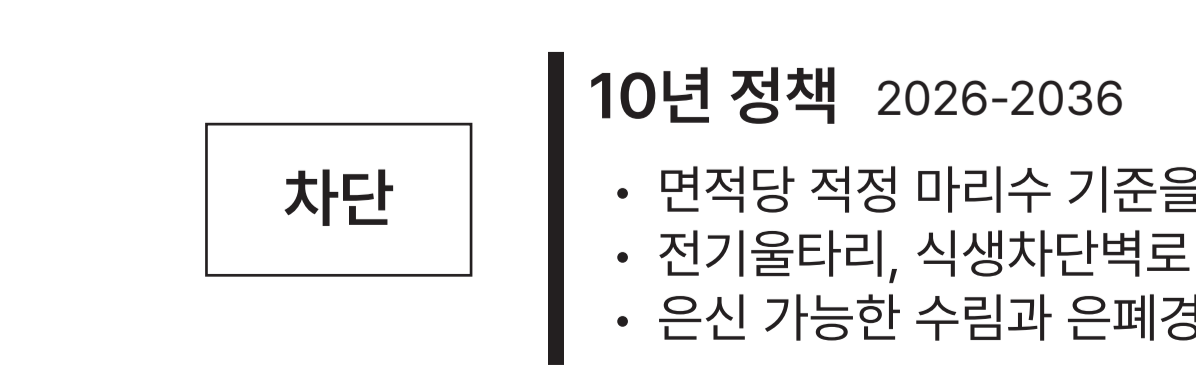 차단
10년 정책 2026-2036
• 면적당 적정 마리수 기준을
• 전기울타리, 식생차단벽로
• 은신 가능한 수림과 은폐경